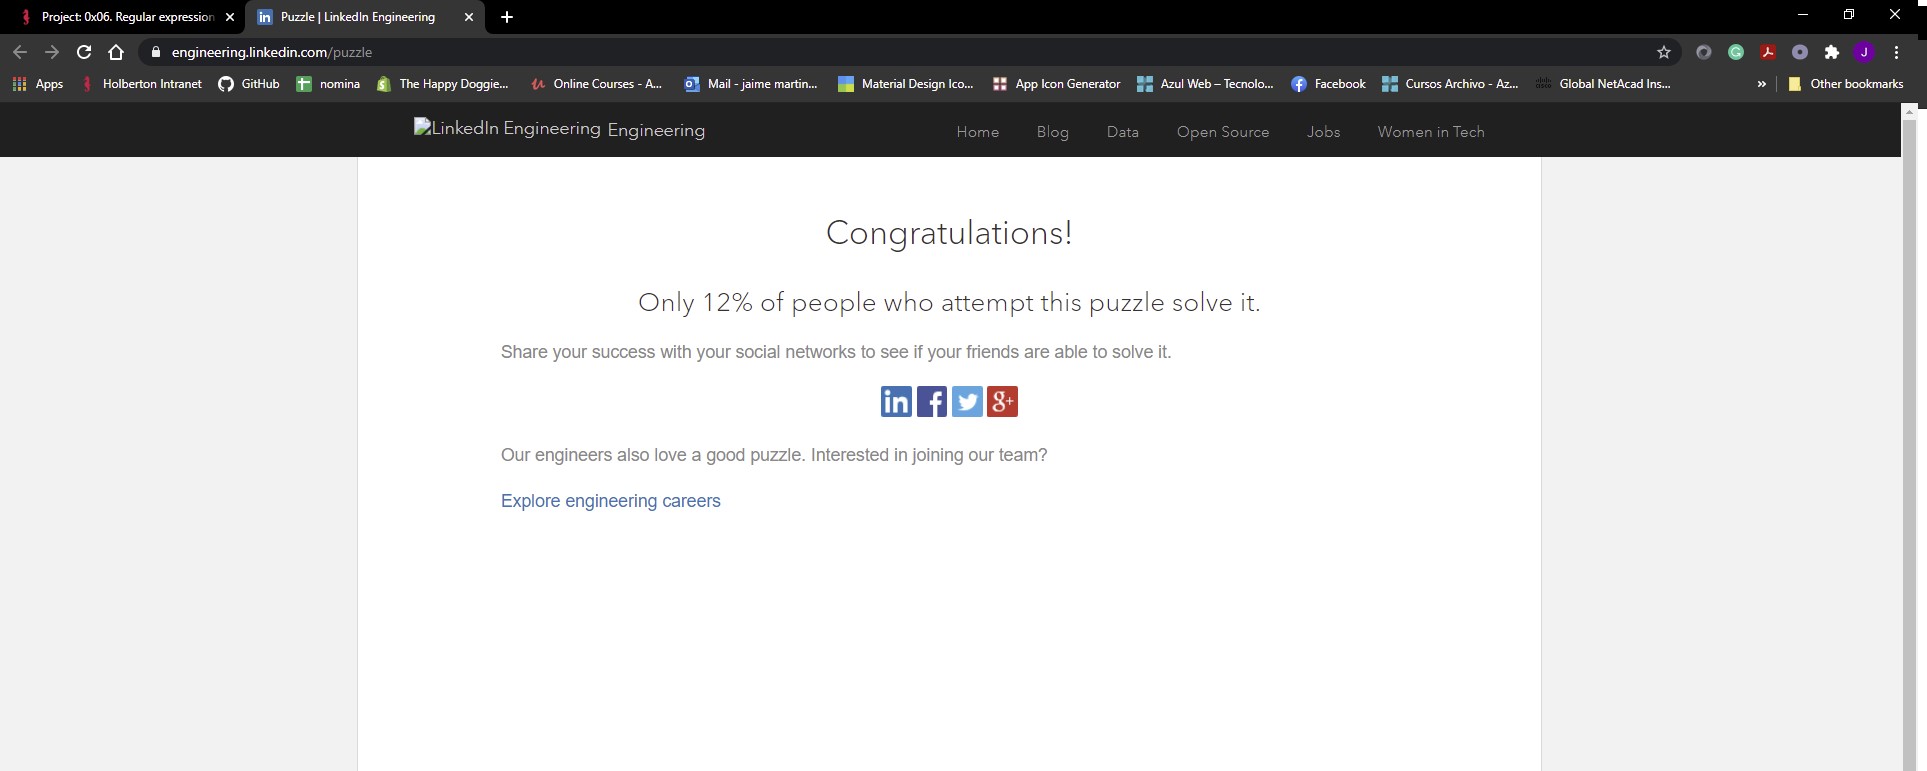 Project: 0x06. Regular expression
Puzzle | LinkedIn Engineering
engineering.linkedin.com/puzzle
J
Apps Holberton Intranet GitHub nomina The Happy Doggie... Online Courses - A... Mail - jaime martin... Material Design Ico... App Icon Generator Azul Web – Tecnolo... Facebook Cursos Archivo - Az... Global NetAcad Ins... » Other bookmarks
LinkedIn Engineering Engineering Home Blog Data Open Source Jobs Women in Tech
Congratulations!
Only 12% of people who attempt this puzzle solve it.
Share your success with your social networks to see if your friends are able to solve it.
in f g+
Our engineers also love a good puzzle. Interested in joining our team?
Explore engineering careers